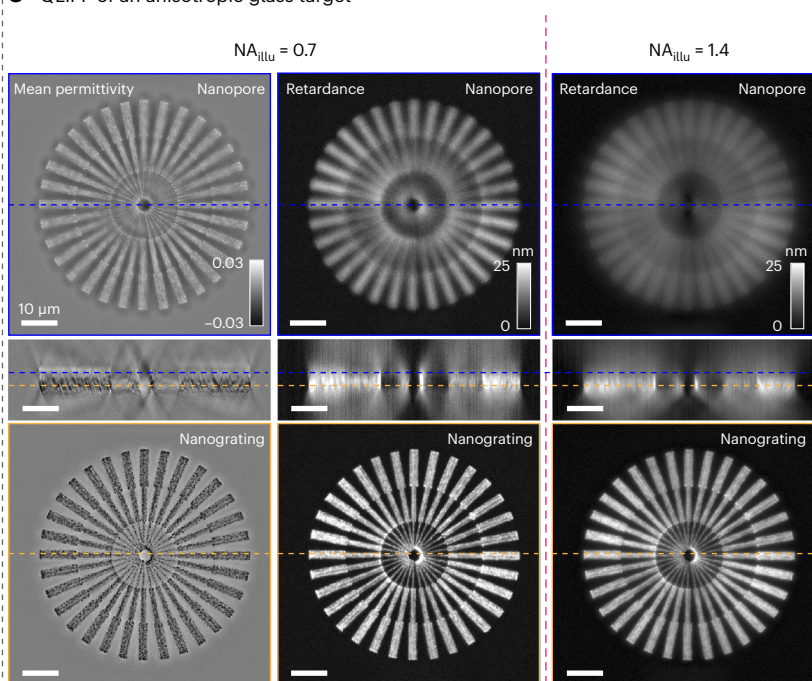 of an anisotropic glass target
NAillu = 0.7
NAillu = 1.4
Mean permittivity Nanopore
Retardance Nanopore
Retardance Nanopore
0.03
−0.03
10 µm
nm
25
0
nm
25
0
Nanograting
Nanograting
Nanograting